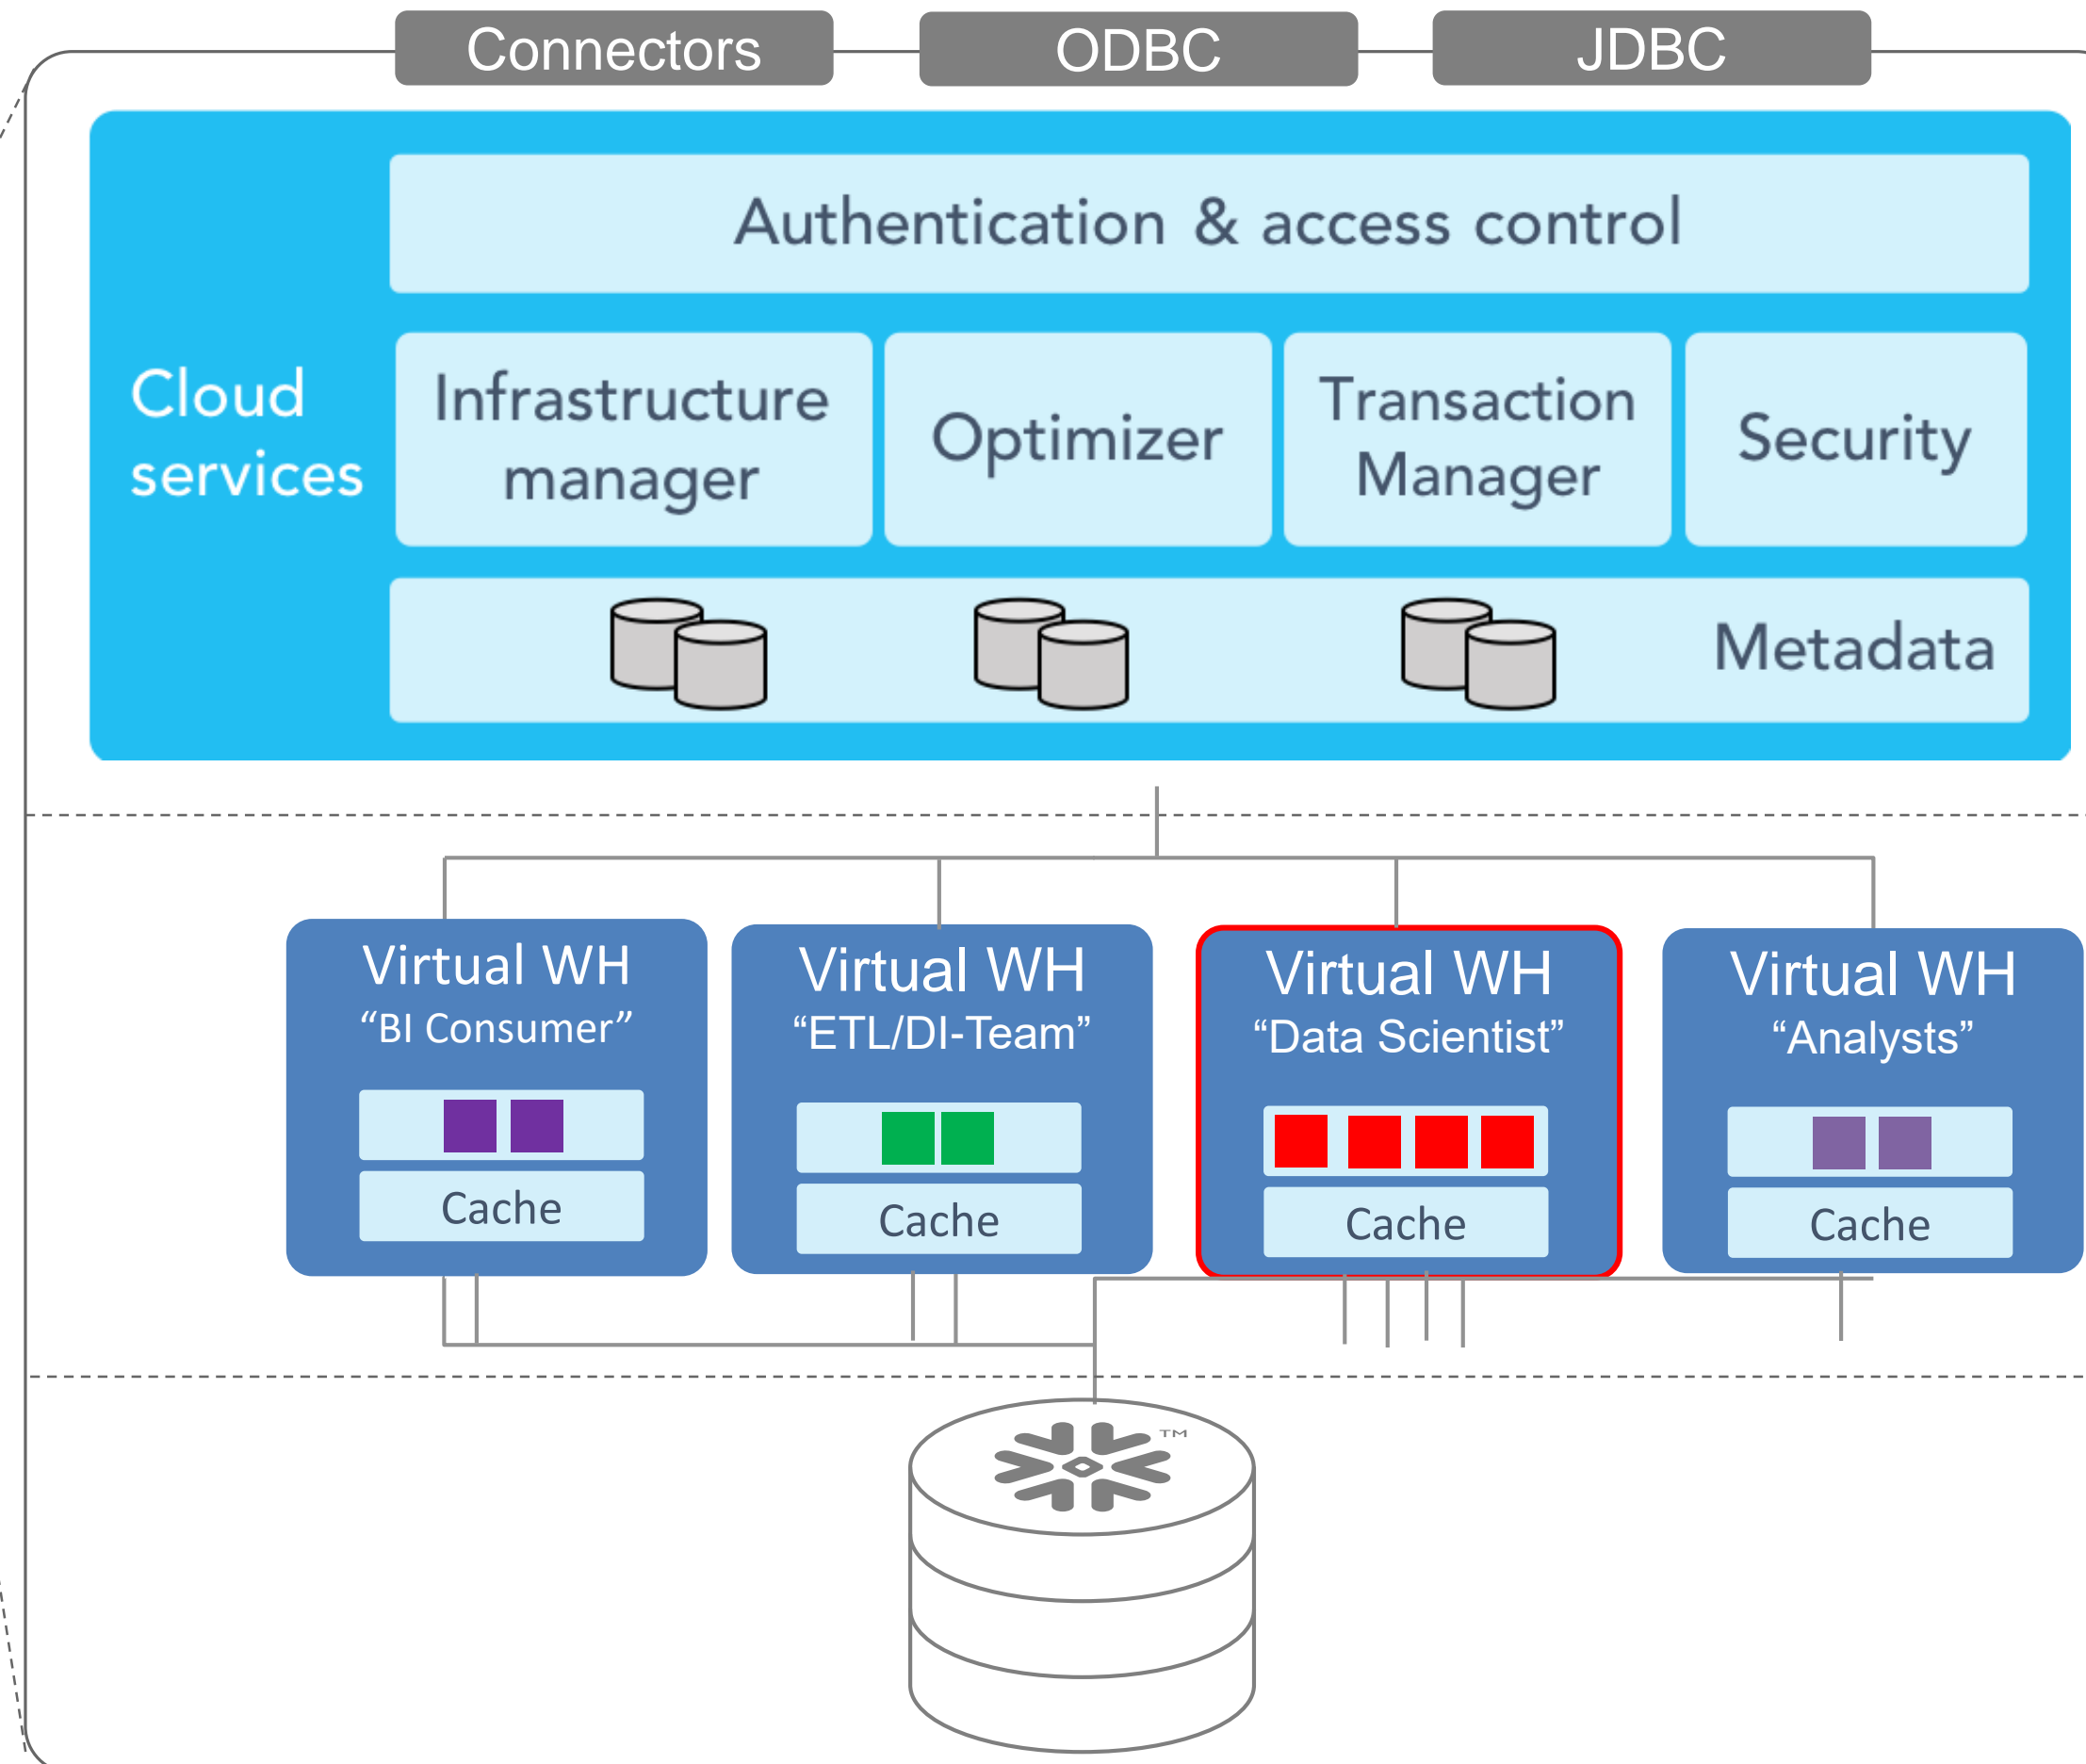 Connectors
ODBC
JDBC
Authentication & access control
Cloud
services
Infrastructure
manager
Optimizer
Transaction
Manager
Security
Metadata
Virtual WH
“BI Consumer”
Cache
Virtual WH
“ETL/DI-Team”
Cache
Virtual WH
“Data Scientist”
Cache
Virtual WH
“Analysts”
Cache
TM